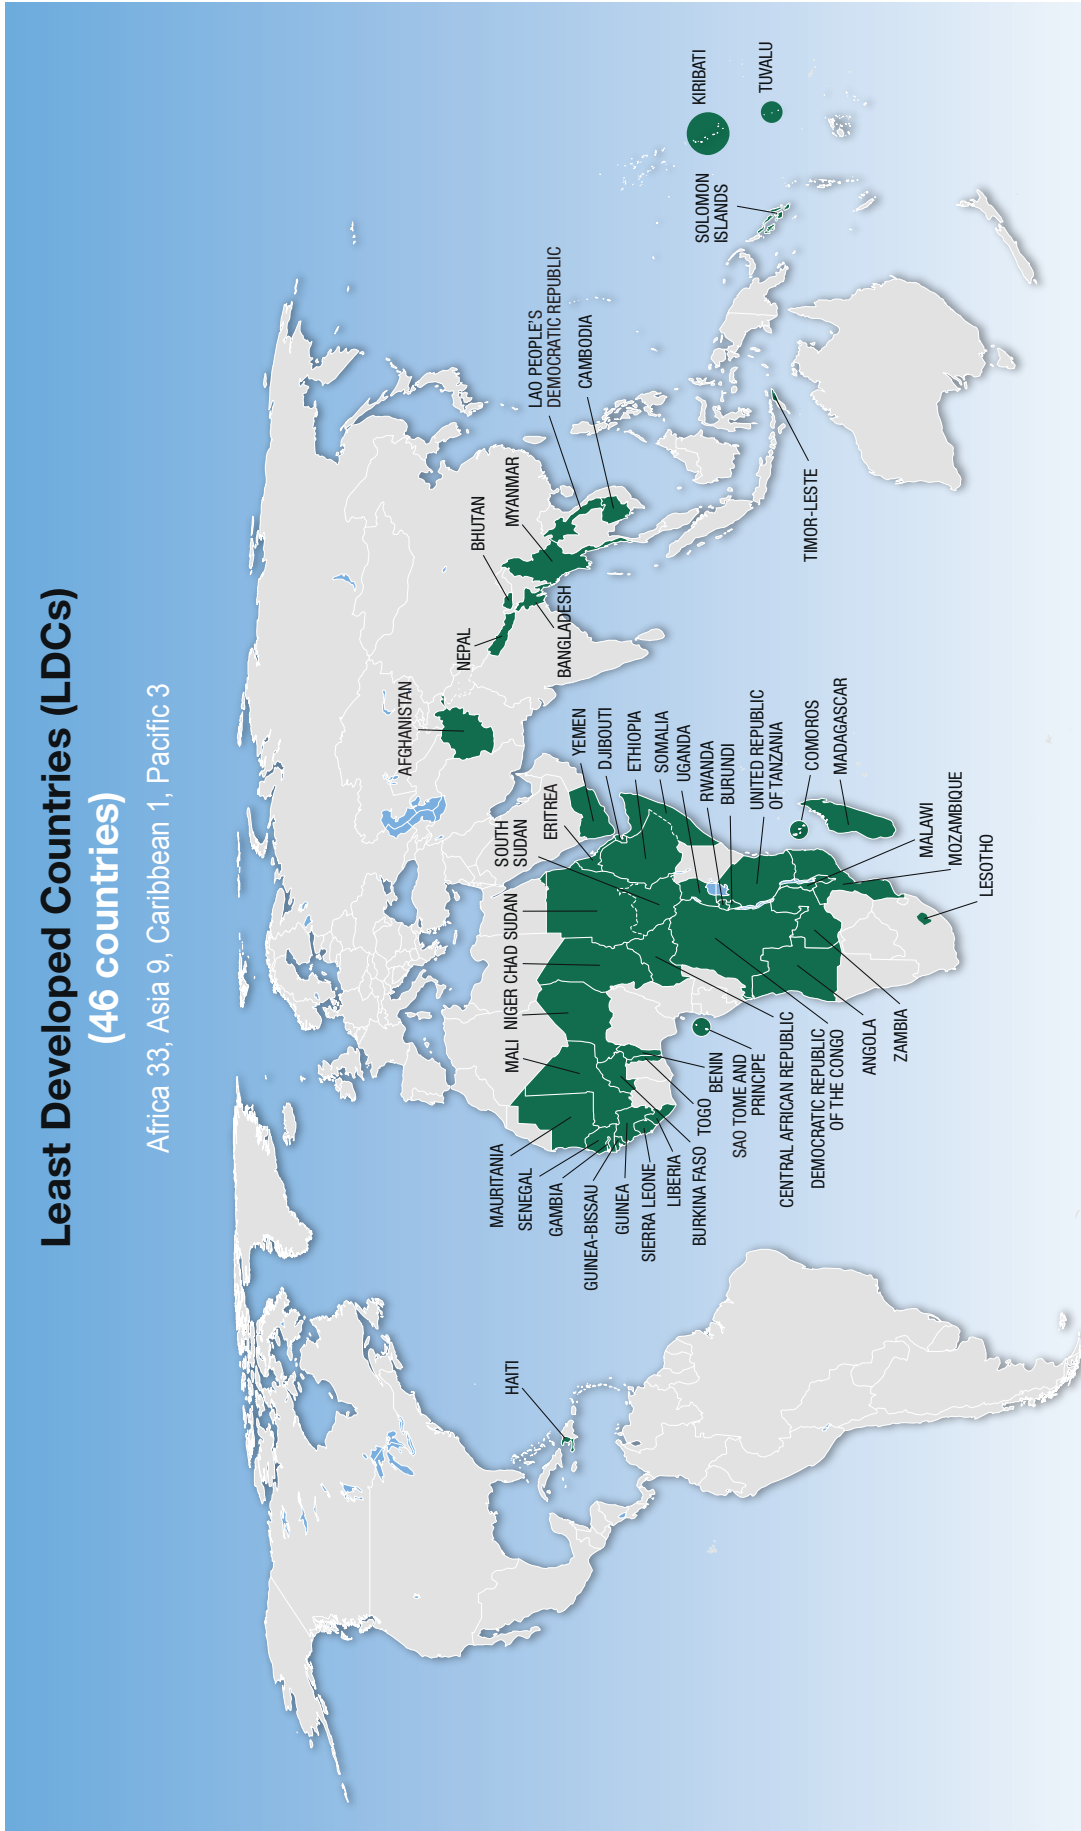 Least Developed Countries (LDCs)
(46 countries)
Africa 33, Asia 9, Caribbean 1, Pacific 3
HAITI
MAURITANIA
SENEGAL
GAMBIA
GUINEA-BISSAU
GUINEA
SIERRA LEONE
LIBERIA
BURKINA FASO
TOGO
BENIN
SAO TOME AND
PRINCIPE
CENTRAL AFRICAN REPUBLIC
DEMOCRATIC REPUBLIC
OF THE CONGO
ANGOLA
ZAMBIA
MALI
NIGER
CHAD
SUDAN
SOUTH
SUDAN
ERITREA
YEMEN
DJIBOUTI
ETHIOPIA
SOMALIA
UGANDA
RWANDA
BURUNDI
UNITED REPUBLIC
OF TANZANIA
COMOROS
MADAGASCAR
MALAWI
MOZAMBIQUE
LESOTHO
AFGHANISTAN
NEPAL
BHUTAN
BANGLADESH
MYANMAR
LAO PEOPLE'S
DEMOCRATIC REPUBLIC
CAMBODIA
TIMOR-LESTE
SOLOMON
ISLANDS
KIRIBATI
TUVALU